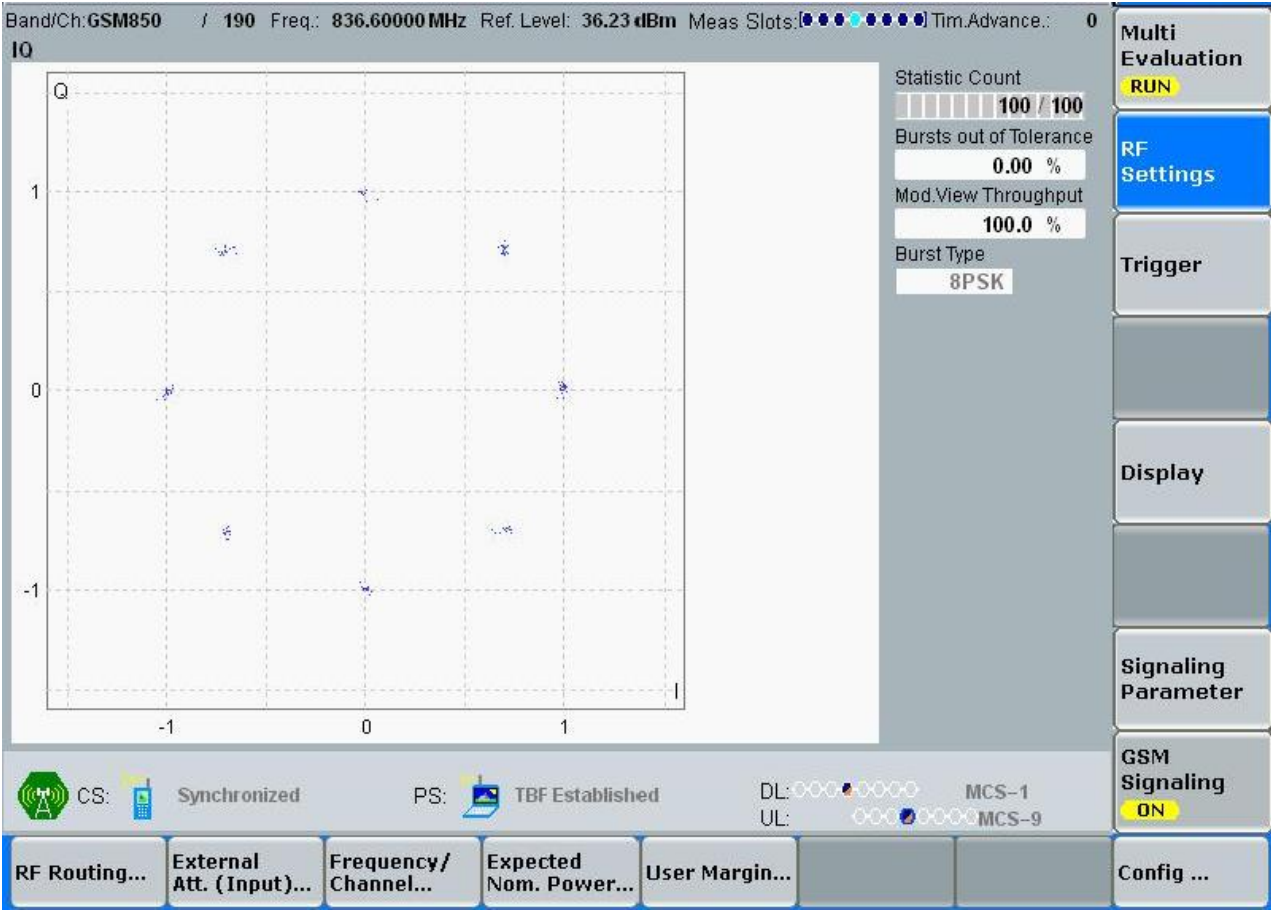 Band/Ch:GSM850 / 190 Freq.: 836.60000 MHz Ref. Level: 36.23 dBm Meas Slots: Tim.Advance.: 0
IQ
Q
1
0
-1
-1 0 1
I
Statistic Count
100 / 100
Bursts out of Tolerance
0.00 %
Mod.View Throughput
100.0 %
Burst Type
8PSK
Multi
Evaluation
RUN
RF
Settings
Trigger
Display
Signaling
Parameter
GSM
Signaling
ON
CS: Synchronized PS: TBF Established DL: MCS-1
UL: MCS-9
RF Routing...
External
Att. (Input)...
Frequency/
Channel...
Expected
Nom. Power...
User Margin...
Config ...